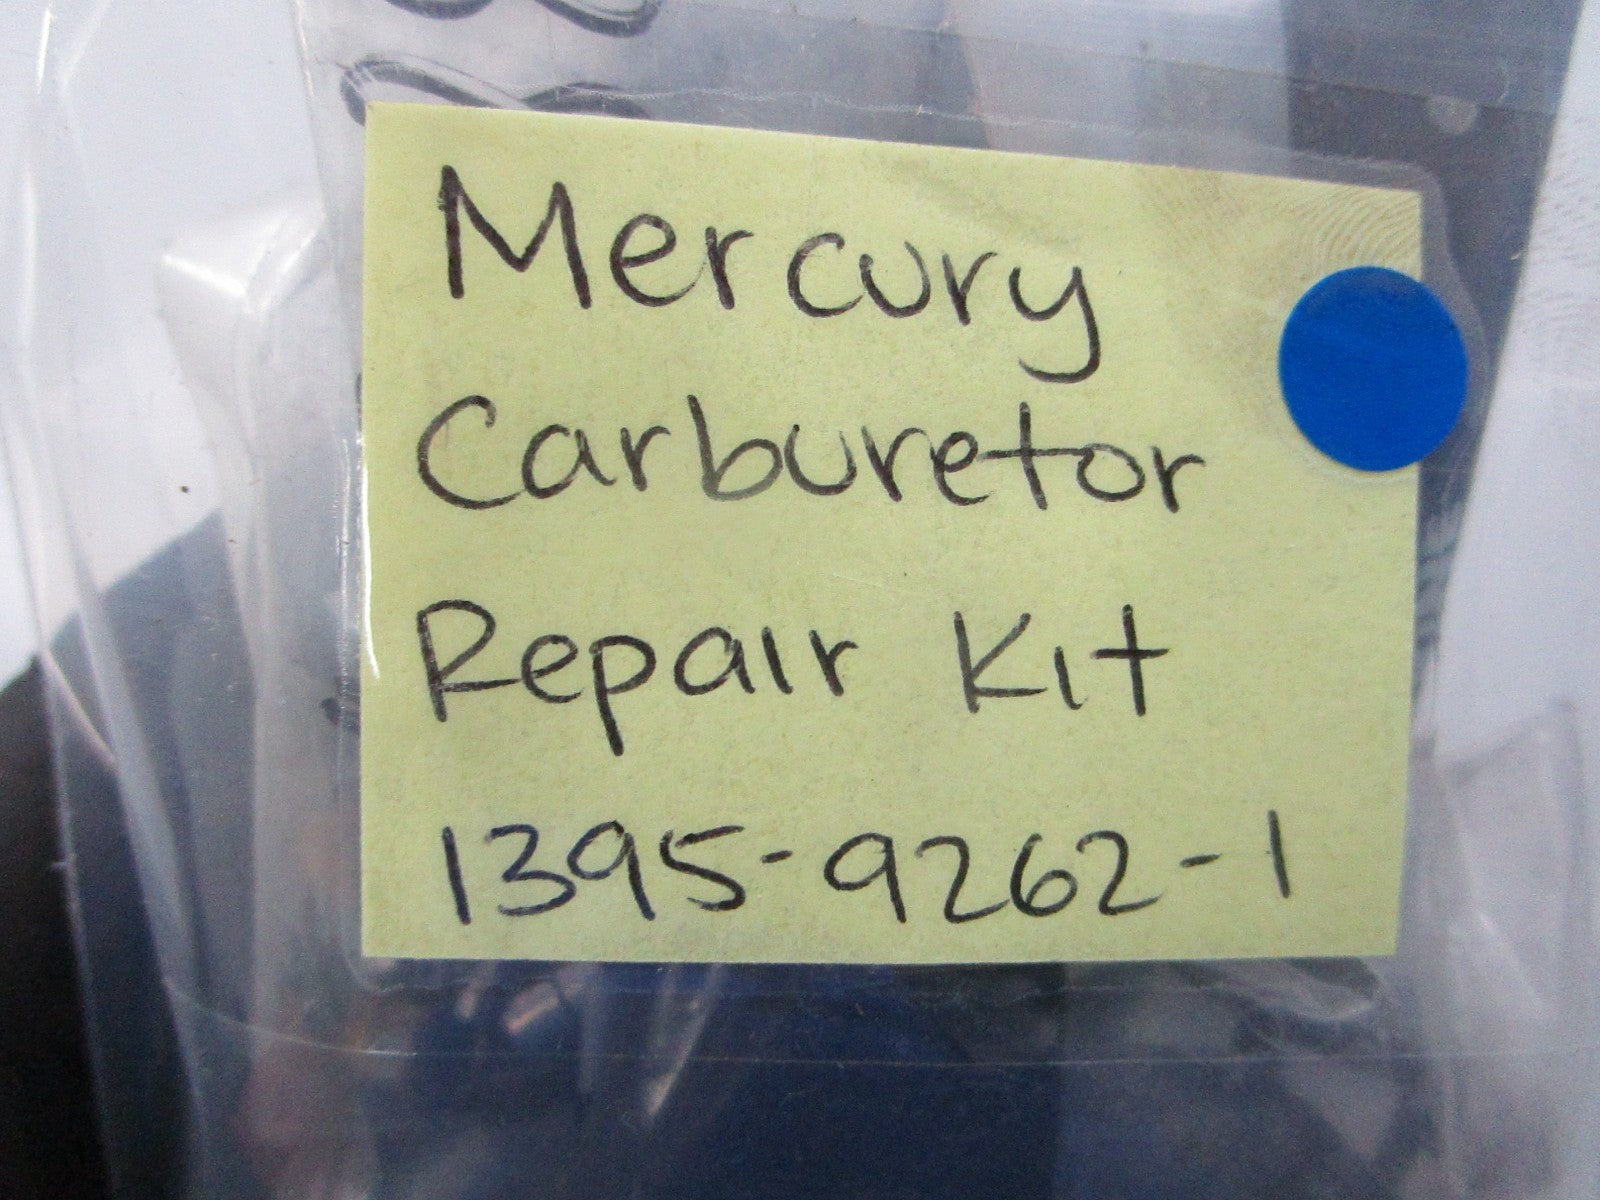 Mercury
Carburetor
Repair Kit
1395-9262-1